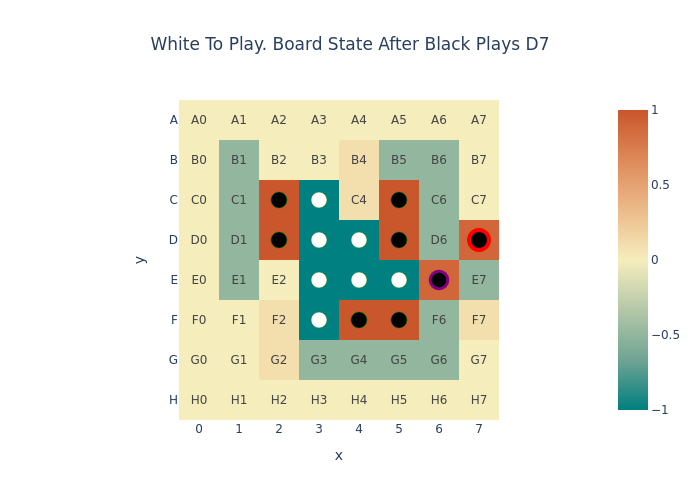 White To Play. Board State After Black Plays D7
A A0 A1 A2 A3 A4 A5 A6 A7
B B0 B1 B2 B3 B4 B5 B6 B7
C C0 C1 C4 C6 C7
D D0 D1 D6
E E0 E1 E2 E7
F F0 F1 F2 F6 F7
G G0 G1 G2 G3 G4 G5 G6 G7
H H0 H1 H2 H3 H4 H5 H6 H7
0 1 2 3 4 5 6 7
x
y
1
0.5
0
−0.5
−1